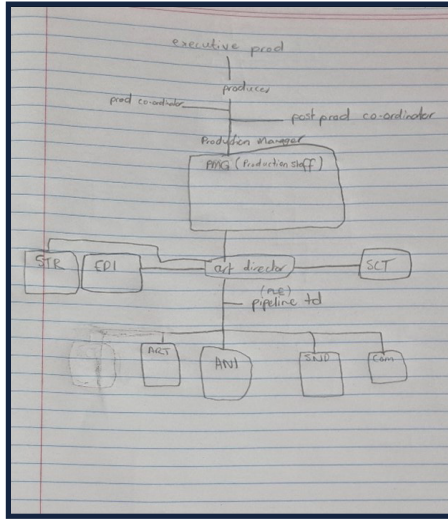 executive prod
producer
prod co-ordinator
post prod co-ordinator
Production Manager
PMG (Production staff)
STR
EDI
art director
SCT
(PLE)
pipeline td
ART
ANI
SND
Com